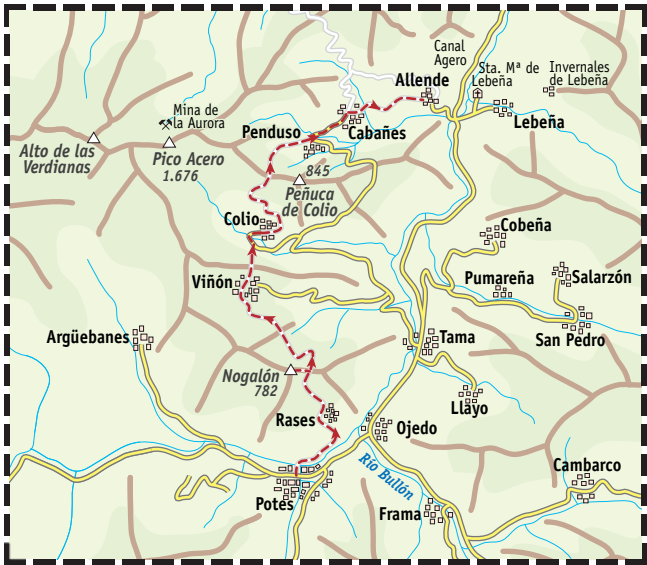 Canal
Agero
Allende
Sta. Mª de
Lebeña
Invernales
de Lebeña
Mina de
la Aurora
Penduso
Cabañes
Lebeña
Alto de las
Verdianas
Pico Acero
1.676
845
Peñuca
de Colio
Colio
Cobeña
Viñón
Pumareña
Salarzón
Argüebanes
Tama
San Pedro
Nogalón
782
Llayo
Rases
Ojedo
Río Bullón
Cambarco
Potes
Frama